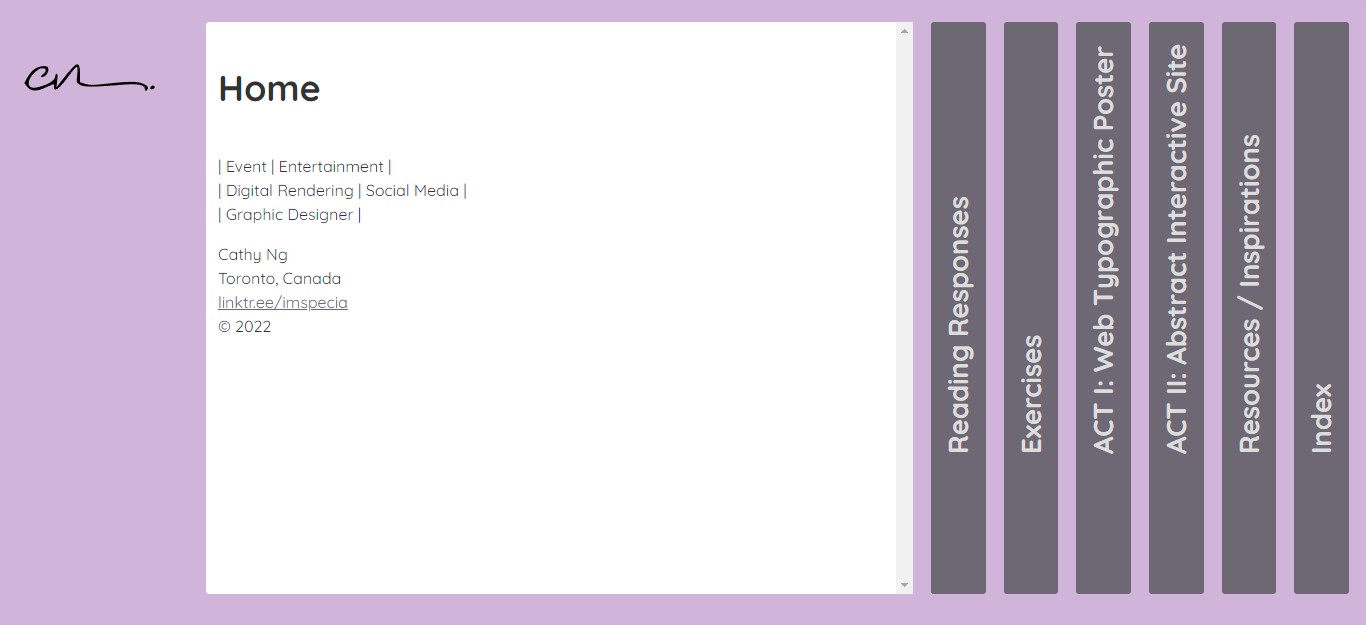 cn.
Home
| Event | Entertainment |
| Digital Rendering | Social Media |
| Graphic Designer |
Cathy Ng
Toronto, Canada
linktr.ee/imspecia
© 2022
Reading Responses
Exercises
ACT I: Web Typographic Poster
ACT II: Abstract Interactive Site
Resources / Inspirations
Index